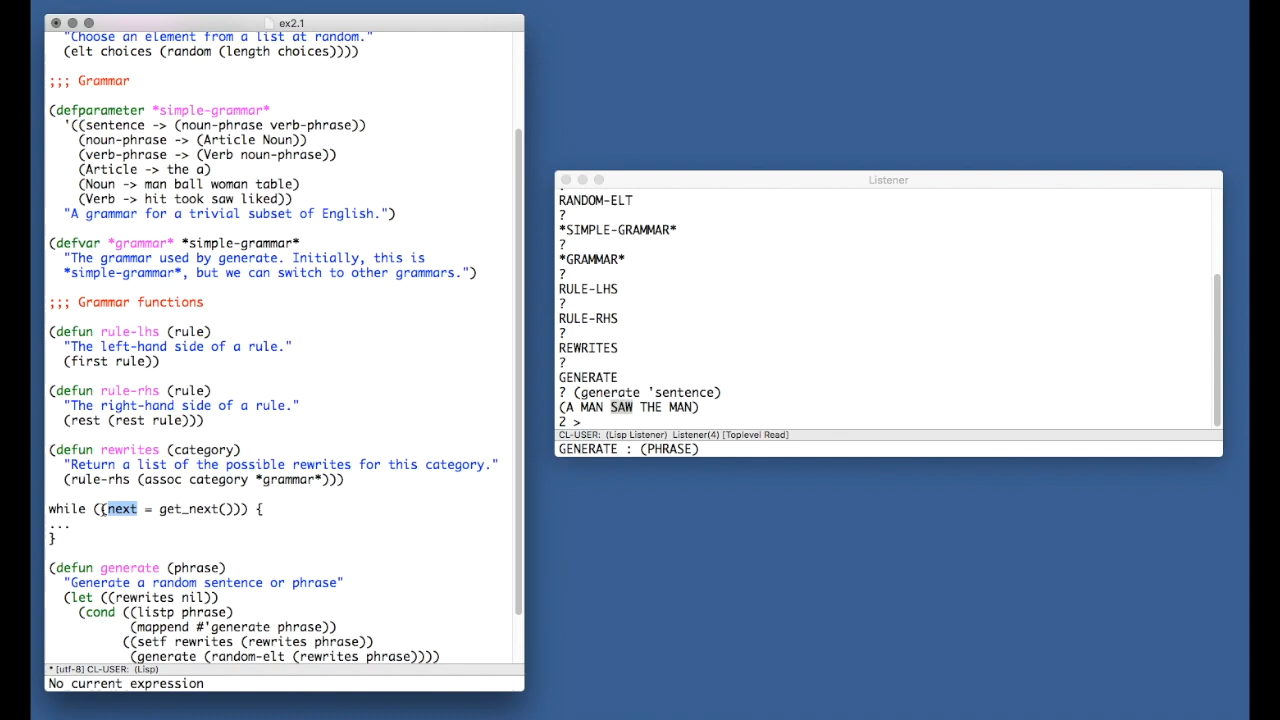 ex2.1
"Choose an element from a list at random."
(elt choices (random (length choices))))
;;; Grammar
(defparameter *simple-grammar*
'((sentence -> (noun-phrase verb-phrase))
(noun-phrase -> (Article Noun))
(verb-phrase -> (Verb noun-phrase))
(Article -> the a)
(Noun -> man ball woman table)
(Verb -> hit took saw liked))
"A grammar for a trivial subset of English.")
(defvar *grammar* *simple-grammar*
"The grammar used by generate. Initially, this is
*simple-grammar*, but we can switch to other grammars.")
;;; Grammar functions
(defun rule-lhs (rule)
"The left-hand side of a rule."
(first rule))
(defun rule-rhs (rule)
"The right-hand side of a rule."
(rest (rest rule)))
(defun rewrites (category)
"Return a list of the possible rewrites for this category."
(rule-rhs (assoc category *grammar*)))
while ((next = get_next())) {
...
}
(defun generate (phrase)
"Generate a random sentence or phrase"
(let ((rewrites nil))
(cond ((listp phrase)
(mappend #'generate phrase))
((setf rewrites (rewrites phrase))
(generate (random-elt (rewrites phrase))))
* [utf-8] CL-USER: (Lisp)
No current expression
Listener
RANDOM-ELT
?
*SIMPLE-GRAMMAR*
?
*GRAMMAR*
?
RULE-LHS
?
RULE-RHS
?
REWRITES
?
GENERATE
? (generate 'sentence)
(A MAN SAW THE MAN)
2 >
CL-USER: (Lisp Listener) Listener(4) [Toplevel Read]
GENERATE : (PHRASE)